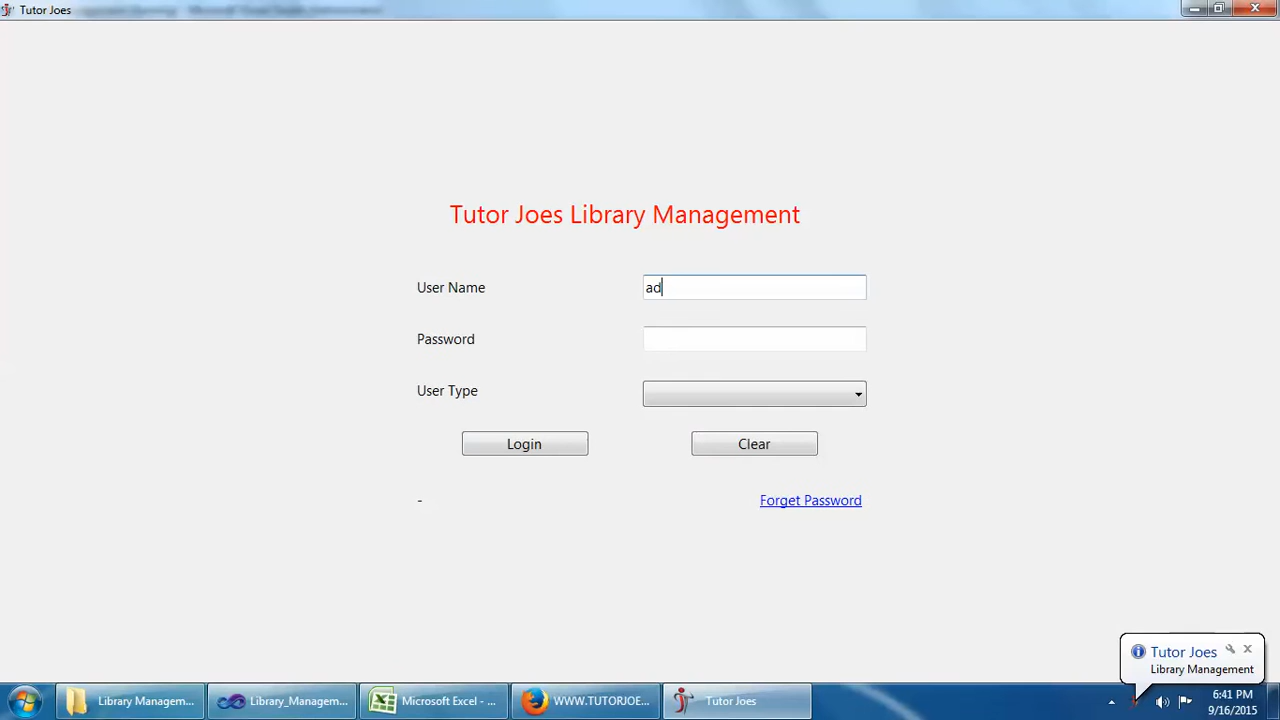 Tutor Joes
Tutor Joes Library Management
User Name
ad
Password
User Type
Login
Clear
-
Forget Password
Tutor Joes
Library Management
Library Managem...
Library_Managem...
Microsoft Excel - ...
WWW.TUTORJOE...
Tutor Joes
6:41 PM
9/16/2015